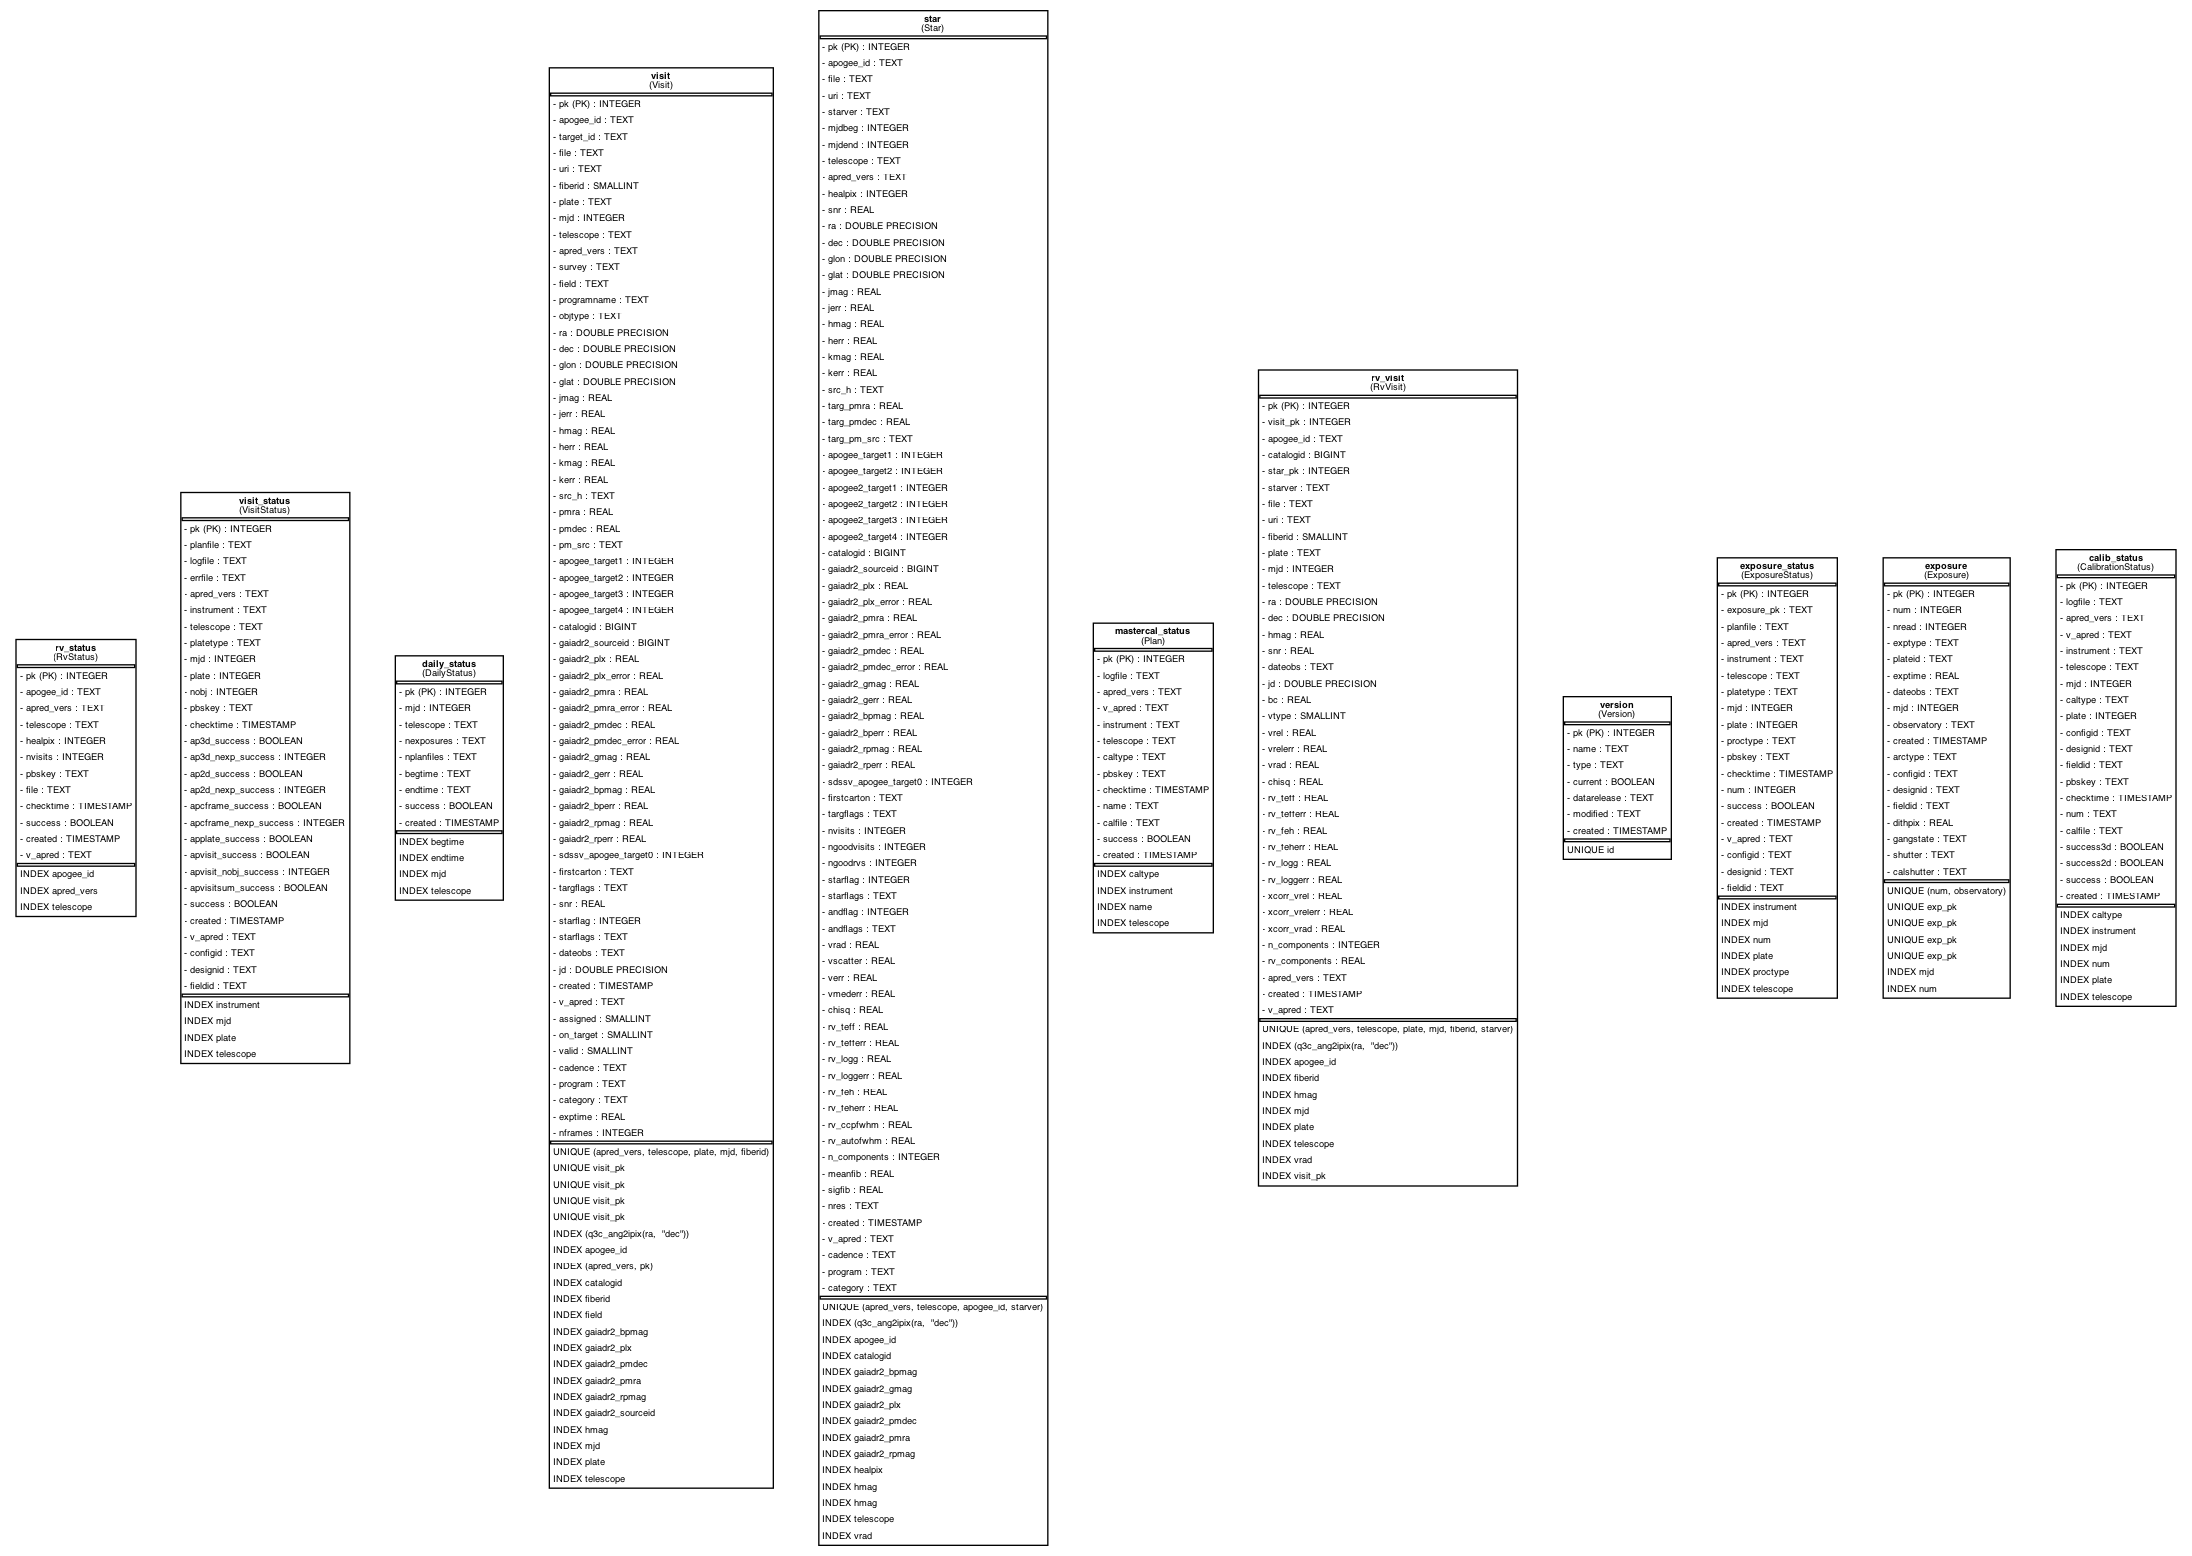 rv_status
(RvStatus)
- pk (PK) : INTEGER
- apogee_id : TEXT
- apred_vers : TEXT
- telescope : TEXT
- healpix : INTEGER
- nvisits : INTEGER
- pbskey : TEXT
- file : TEXT
- checktime : TIMESTAMP
- success : BOOLEAN
- created : TIMESTAMP
- v_apred : TEXT
INDEX apogee_id
INDEX apred_vers
INDEX telescope
visit_status
(VisitStatus)
- pk (PK) : INTEGER
- planfile : TEXT
- logfile : TEXT
- errfile : TEXT
- apred_vers : TEXT
- instrument : TEXT
- telescope : TEXT
- platetype : TEXT
- mjd : INTEGER
- plate : INTEGER
- nobj : INTEGER
- pbskey : TEXT
- checktime : TIMESTAMP
- ap3d_success : BOOLEAN
- ap3d_nexp_success : INTEGER
- ap2d_success : BOOLEAN
- ap2d_nexp_success : INTEGER
- apcframe_success : BOOLEAN
- apcframe_nexp_success : INTEGER
- applate_success : BOOLEAN
- apvisit_success : BOOLEAN
- apvisit_nobj_success : INTEGER
- apvisitsum_success : BOOLEAN
- success : BOOLEAN
- created : TIMESTAMP
- v_apred : TEXT
- configid : TEXT
- designid : TEXT
- fieldid : TEXT
INDEX instrument
INDEX mjd
INDEX plate
INDEX telescope
daily_status
(DailyStatus)
- pk (PK) : INTEGER
- mjd : INTEGER
- telescope : TEXT
- nexposures : TEXT
- nplanfiles : TEXT
- begtime : TEXT
- endtime : TEXT
- success : BOOLEAN
- created : TIMESTAMP
INDEX begtime
INDEX endtime
INDEX mjd
INDEX telescope
visit
(Visit)
- pk (PK) : INTEGER
- apogee_id : TEXT
- target_id : TEXT
- file : TEXT
- uri : TEXT
- fiberid : SMALLINT
- plate : TEXT
- mjd : INTEGER
- telescope : TEXT
- apred_vers : TEXT
- survey : TEXT
- field : TEXT
- programname : TEXT
- objtype : TEXT
- ra : DOUBLE PRECISION
- dec : DOUBLE PRECISION
- glon : DOUBLE PRECISION
- glat : DOUBLE PRECISION
- jmag : REAL
- jerr : REAL
- hmag : REAL
- herr : REAL
- kmag : REAL
- kerr : REAL
- src_h : TEXT
- pmra : REAL
- pmdec : REAL
- pm_src : TEXT
- apogee_target1 : INTEGER
- apogee_target2 : INTEGER
- apogee_target3 : INTEGER
- apogee_target4 : INTEGER
- catalogid : BIGINT
- gaiadr2_sourceid : BIGINT
- gaiadr2_plx : REAL
- gaiadr2_plx_error : REAL
- gaiadr2_pmra : REAL
- gaiadr2_pmra_error : REAL
- gaiadr2_pmdec : REAL
- gaiadr2_pmdec_error : REAL
- gaiadr2_gmag : REAL
- gaiadr2_gerr : REAL
- gaiadr2_bpmag : REAL
- gaiadr2_bperr : REAL
- gaiadr2_rpmag : REAL
- gaiadr2_rperr : REAL
- sdssv_apogee_target0 : INTEGER
- firstcarton : TEXT
- targflags : TEXT
- snr : REAL
- starflag : INTEGER
- starflags : TEXT
- dateobs : TEXT
- jd : DOUBLE PRECISION
- created : TIMESTAMP
- v_apred : TEXT
- assigned : SMALLINT
- on_target : SMALLINT
- valid : SMALLINT
- cadence : TEXT
- program : TEXT
- category : TEXT
- exptime : REAL
- nframes : INTEGER
UNIQUE (apred_vers, telescope, plate, mjd, fiberid)
UNIQUE visit_pk
UNIQUE visit_pk
UNIQUE visit_pk
UNIQUE visit_pk
INDEX (q3c_ang2ipix(ra, "dec"))
INDEX apogee_id
INDEX (apred_vers, pk)
INDEX catalogid
INDEX fiberid
INDEX field
INDEX gaiadr2_bpmag
INDEX gaiadr2_plx
INDEX gaiadr2_pmdec
INDEX gaiadr2_pmra
INDEX gaiadr2_rpmag
INDEX gaiadr2_sourceid
INDEX hmag
INDEX mjd
INDEX plate
INDEX telescope
star
(Star)
- pk (PK) : INTEGER
- apogee_id : TEXT
- file : TEXT
- uri : TEXT
- starver : TEXT
- mjdbeg : INTEGER
- mjdend : INTEGER
- telescope : TEXT
- apred_vers : TEXT
- healpix : INTEGER
- snr : REAL
- ra : DOUBLE PRECISION
- dec : DOUBLE PRECISION
- glon : DOUBLE PRECISION
- glat : DOUBLE PRECISION
- jmag : REAL
- jerr : REAL
- hmag : REAL
- herr : REAL
- kmag : REAL
- kerr : REAL
- src_h : TEXT
- targ_pmra : REAL
- targ_pmdec : REAL
- targ_pm_src : TEXT
- apogee_target1 : INTEGER
- apogee_target2 : INTEGER
- apogee2_target1 : INTEGER
- apogee2_target2 : INTEGER
- apogee2_target3 : INTEGER
- apogee2_target4 : INTEGER
- catalogid : BIGINT
- gaiadr2_sourceid : BIGINT
- gaiadr2_plx : REAL
- gaiadr2_plx_error : REAL
- gaiadr2_pmra : REAL
- gaiadr2_pmra_error : REAL
- gaiadr2_pmdec : REAL
- gaiadr2_pmdec_error : REAL
- gaiadr2_gmag : REAL
- gaiadr2_gerr : REAL
- gaiadr2_bpmag : REAL
- gaiadr2_bperr : REAL
- gaiadr2_rpmag : REAL
- gaiadr2_rperr : REAL
- sdssv_apogee_target0 : INTEGER
- firstcarton : TEXT
- targflags : TEXT
- nvisits : INTEGER
- ngoodvisits : INTEGER
- ngoodrvs : INTEGER
- starflag : INTEGER
- starflags : TEXT
- andflag : INTEGER
- andflags : TEXT
- vrad : REAL
- vscatter : REAL
- verr : REAL
- vmederr : REAL
- chisq : REAL
- rv_teff : REAL
- rv_tefferr : REAL
- rv_logg : REAL
- rv_loggerr : REAL
- rv_feh : REAL
- rv_feherr : REAL
- rv_ccpfwhm : REAL
- rv_autofwhm : REAL
- n_components : INTEGER
- meanfib : REAL
- sigfib : REAL
- nres : TEXT
- created : TIMESTAMP
- v_apred : TEXT
- cadence : TEXT
- program : TEXT
- category : TEXT
UNIQUE (apred_vers, telescope, apogee_id, starver)
INDEX (q3c_ang2ipix(ra, "dec"))
INDEX apogee_id
INDEX catalogid
INDEX gaiadr2_bpmag
INDEX gaiadr2_gmag
INDEX gaiadr2_plx
INDEX gaiadr2_pmdec
INDEX gaiadr2_pmra
INDEX gaiadr2_rpmag
INDEX healpix
INDEX hmag
INDEX hmag
INDEX telescope
INDEX vrad
mastercal_status
(Plan)
- pk (PK) : INTEGER
- logfile : TEXT
- apred_vers : TEXT
- v_apred : TEXT
- instrument : TEXT
- telescope : TEXT
- caltype : TEXT
- pbskey : TEXT
- checktime : TIMESTAMP
- name : TEXT
- calfile : TEXT
- success : BOOLEAN
- created : TIMESTAMP
INDEX caltype
INDEX instrument
INDEX name
INDEX telescope
rv_visit
(RvVisit)
- pk (PK) : INTEGER
- visit_pk : INTEGER
- apogee_id : TEXT
- catalogid : BIGINT
- star_pk : INTEGER
- starver : TEXT
- file : TEXT
- uri : TEXT
- fiberid : SMALLINT
- plate : TEXT
- mjd : INTEGER
- telescope : TEXT
- ra : DOUBLE PRECISION
- dec : DOUBLE PRECISION
- hmag : REAL
- snr : REAL
- dateobs : TEXT
- jd : DOUBLE PRECISION
- bc : REAL
- vtype : SMALLINT
- vrel : REAL
- vrelerr : REAL
- vrad : REAL
- chisq : REAL
- rv_teff : REAL
- rv_tefferr : REAL
- rv_feh : REAL
- rv_feherr : REAL
- rv_logg : REAL
- rv_loggerr : REAL
- xcorr_vrel : REAL
- xcorr_vrelerr : REAL
- xcorr_vrad : REAL
- n_components : INTEGER
- rv_components : REAL
- apred_vers : TEXT
- created : TIMESTAMP
- v_apred : TEXT
UNIQUE (apred_vers, telescope, plate, mjd, fiberid, starver)
INDEX (q3c_ang2ipix(ra, "dec"))
INDEX apogee_id
INDEX fiberid
INDEX hmag
INDEX mjd
INDEX plate
INDEX telescope
INDEX vrad
INDEX visit_pk
version
(Version)
- pk (PK) : INTEGER
- name : TEXT
- type : TEXT
- current : BOOLEAN
- datarelease : TEXT
- modified : TEXT
- created : TIMESTAMP
UNIQUE id
exposure_status
(ExposureStatus)
- pk (PK) : INTEGER
- exposure_pk : TEXT
- planfile : TEXT
- apred_vers : TEXT
- instrument : TEXT
- telescope : TEXT
- platetype : TEXT
- mjd : INTEGER
- plate : INTEGER
- proctype : TEXT
- pbskey : TEXT
- checktime : TIMESTAMP
- num : INTEGER
- success : BOOLEAN
- created : TIMESTAMP
- v_apred : TEXT
- configid : TEXT
- designid : TEXT
- fieldid : TEXT
INDEX instrument
INDEX mjd
INDEX num
INDEX plate
INDEX proctype
INDEX telescope
exposure
(Exposure)
- pk (PK) : INTEGER
- num : INTEGER
- nread : INTEGER
- exptype : TEXT
- plateid : TEXT
- exptime : REAL
- dateobs : TEXT
- mjd : INTEGER
- observatory : TEXT
- created : TIMESTAMP
- arctype : TEXT
- configid : TEXT
- designid : TEXT
- fieldid : TEXT
- dithpix : REAL
- gangstate : TEXT
- shutter : TEXT
- calshutter : TEXT
UNIQUE (num, observatory)
UNIQUE exp_pk
UNIQUE exp_pk
UNIQUE exp_pk
UNIQUE exp_pk
INDEX mjd
INDEX num
calib_status
(CalibrationStatus)
- pk (PK) : INTEGER
- logfile : TEXT
- apred_vers : TEXT
- v_apred : TEXT
- instrument : TEXT
- telescope : TEXT
- mjd : INTEGER
- caltype : TEXT
- plate : INTEGER
- configid : TEXT
- designid : TEXT
- fieldid : TEXT
- pbskey : TEXT
- checktime : TIMESTAMP
- num : TEXT
- calfile : TEXT
- success3d : BOOLEAN
- success2d : BOOLEAN
- success : BOOLEAN
- created : TIMESTAMP
INDEX caltype
INDEX instrument
INDEX mjd
INDEX num
INDEX plate
INDEX telescope